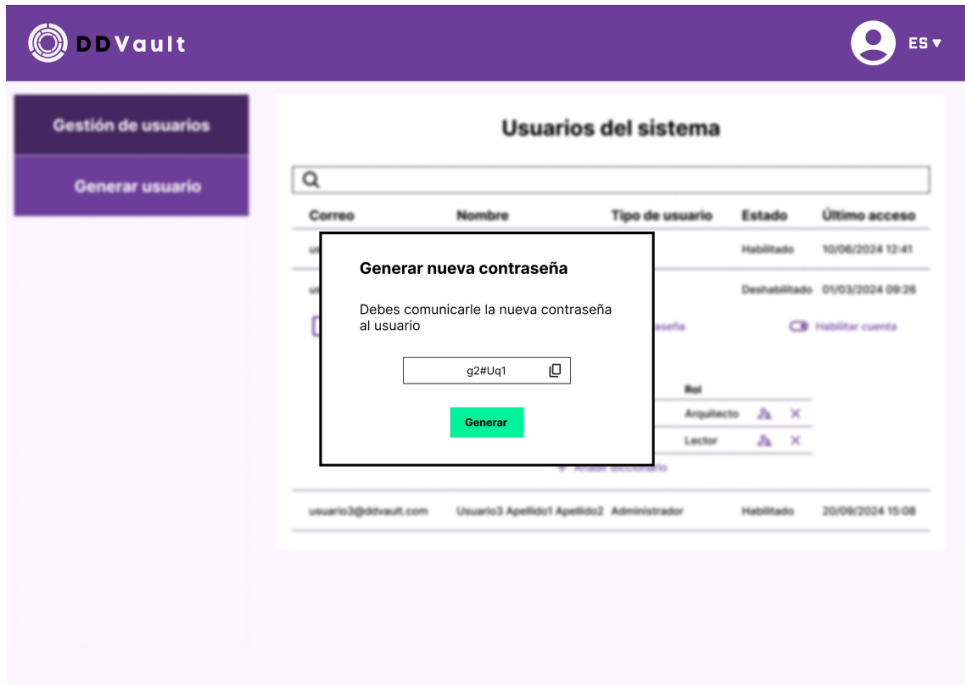 DDVault
ES
Gestión de usuarios
Generar usuario
Usuarios del sistema
Correo Nombre Tipo de usuario Estado Último acceso
Habilitado 10/06/2024 12:41
Deshabilitado 01/03/2024 09:26
Generar nueva contraseña
Debes comunicarle la nueva contraseña
al usuario
Habilitar cuenta
g2#Uq1
Rol
Arquitecto
Generar
Lector
usuario3@ddvault.com Usuario3 Apellido1 Apellido2 Administrador Habilitado 20/09/2024 15:08